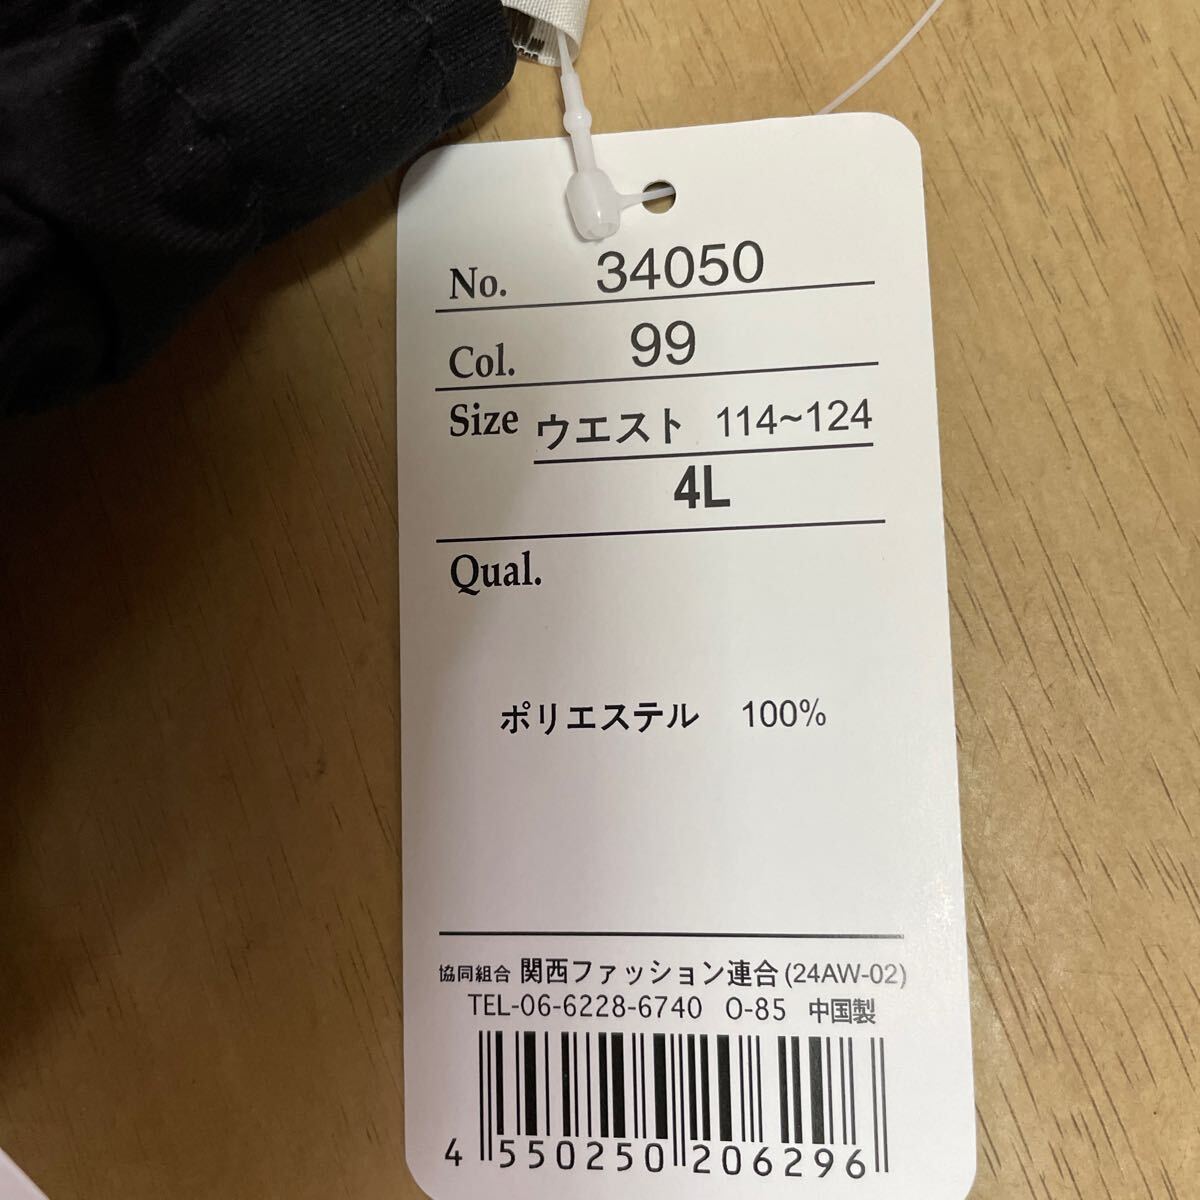 No. 34050
Col. 99
Size ウエスト 114~124
4L
Qual.
ポリエステル 100%
協同組合 関西ファッション連合 (24AW-02)
TEL-06-6228-6740 O-85 中国製
4 550250 206296